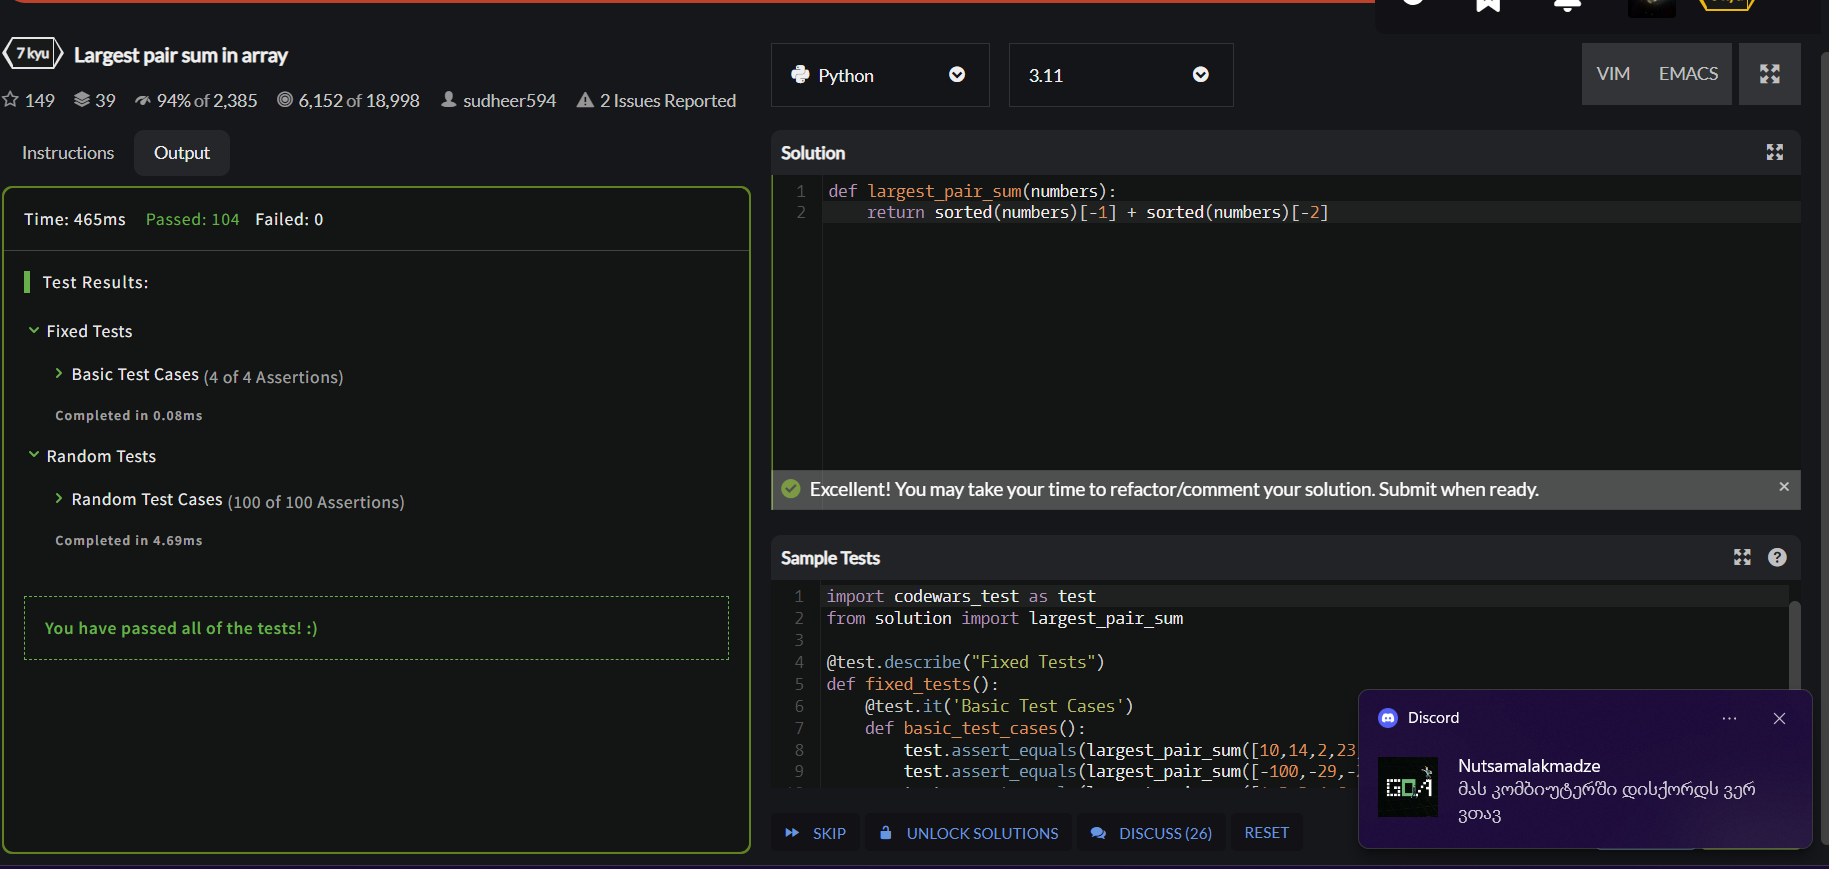 7 kyu Largest pair sum in array
149 39 94% of 2,385 6,152 of 18,998 sudheer594 2 Issues Reported
Instructions Output
Time: 465ms Passed: 104 Failed: 0
Test Results:
Fixed Tests
Basic Test Cases (4 of 4 Assertions)
Completed in 0.08ms
Random Tests
Random Test Cases (100 of 100 Assertions)
Completed in 4.69ms
You have passed all of the tests! :)
Python 3.11 VIM EMACS
Solution
1 def largest_pair_sum(numbers):
2 return sorted(numbers)[-1] + sorted(numbers)[-2]
Excellent! You may take your time to refactor/comment your solution. Submit when ready.
Sample Tests
1 import codewars_test as test
2 from solution import largest_pair_sum
3
4 @test.describe("Fixed Tests")
5 def fixed_tests():
6 @test.it('Basic Test Cases')
7 def basic_test_cases():
8 test.assert_equals(largest_pair_sum([10,14,2,23,
9 test.assert_equals(largest_pair_sum([-100,-29,-
SKIP UNLOCK SOLUTIONS DISCUSS (26) RESET
Discord
GOA
Nutsamalakmadze
მას კომბიუტერში დისქორდს ვერ
ვთავ